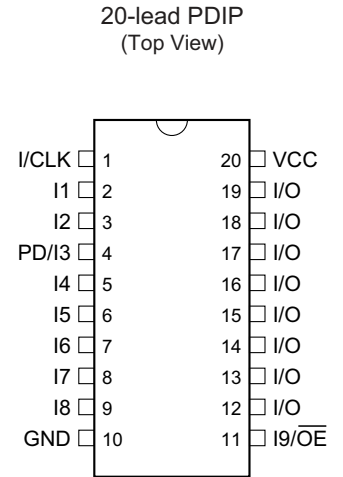 20-lead PDIP
(Top View)
I/CLK 1 20 VCC
I1 2 19 I/O
I2 3 18 I/O
PD/I3 4 17 I/O
I4 5 16 I/O
I5 6 15 I/O
I6 7 14 I/O
I7 8 13 I/O
I8 9 12 I/O
GND 10 11 I9/O̅E̅